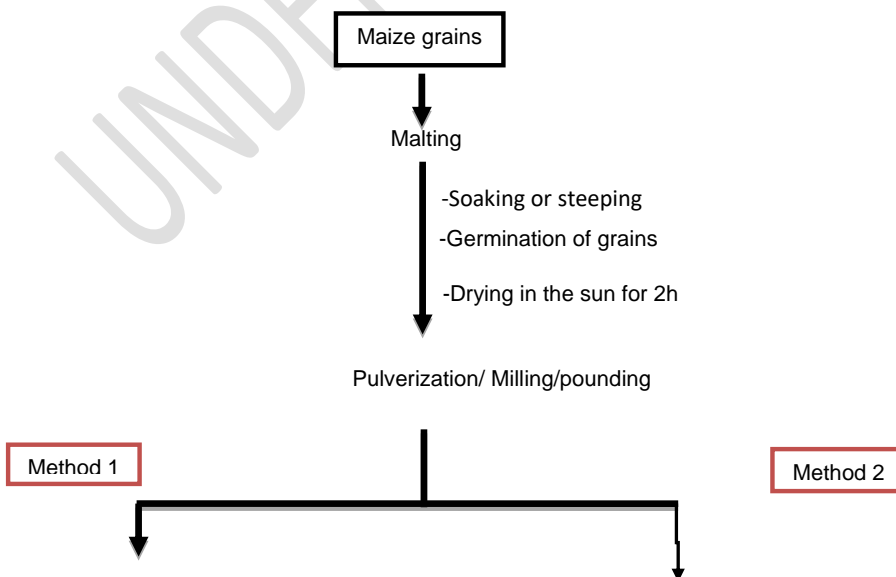 UNDE
Maize grains
Malting
-Soaking or steeping
-Germination of grains
-Drying in the sun for 2h
Pulverization/ Milling/pounding
Method 1
Method 2